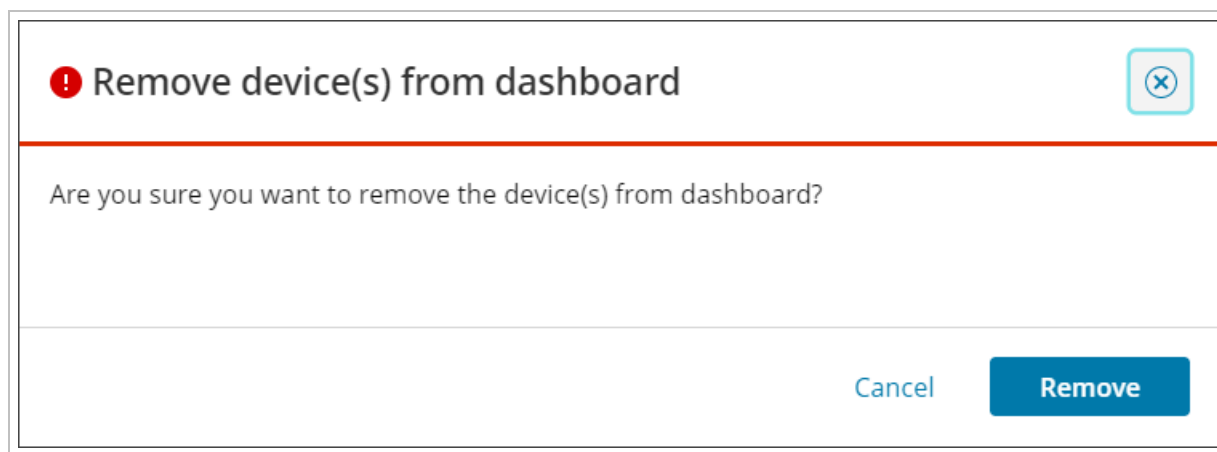 Remove device(s) from dashboard
Are you sure you want to remove the device(s) from dashboard?
Cancel
Remove